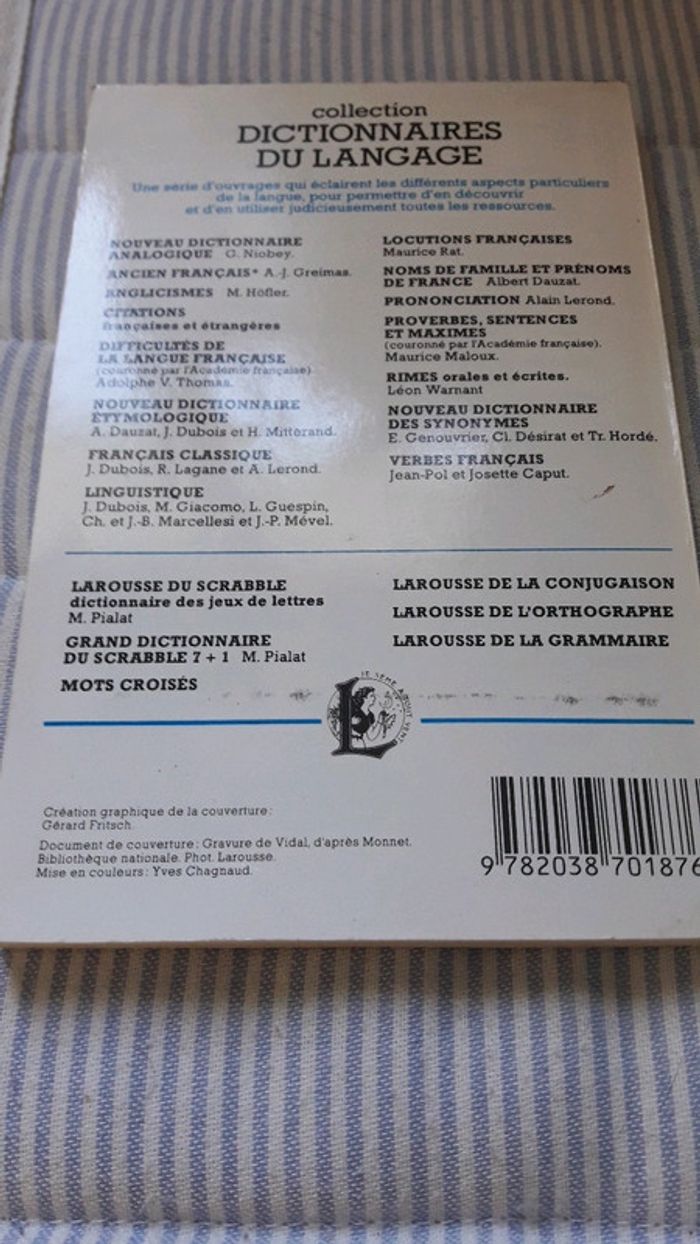 collection
DICTIONNAIRES
DU LANGAGE
Une série d'ouvrages qui éclairent les différents aspects particuliers
de la langue, pour permettre d'en découvrir
et d'en utiliser judicieusement toutes les ressources.
NOUVEAU DICTIONNAIRE
ANALOGIQUE G. Niobey.
ANCIEN FRANÇAIS* A.-J. Greimas.
ANGLICISMES M. Höfler.
CITATIONS
françaises et étrangères
DIFFICULTÉS DE
LA LANGUE FRANÇAISE
(couronné par l'Académie française)
Adolphe V. Thomas.
NOUVEAU DICTIONNAIRE
ÉTYMOLOGIQUE
A. Dauzat, J. Dubois et H. Mitterand.
FRANÇAIS CLASSIQUE
J. Dubois, R. Lagane et A. Lerond.
LINGUISTIQUE
J. Dubois, M. Giacomo, L. Guespin,
Ch. et J.-B. Marcellesi et J.-P. Mével.
LOCUTIONS FRANÇAISES
Maurice Rat.
NOMS DE FAMILLE ET PRÉNOMS
DE FRANCE Albert Dauzat.
PRONONCIATION Alain Lerond.
PROVERBES, SENTENCES
ET MAXIMES
(couronné par l'Académie française).
Maurice Maloux.
RIMES orales et écrites.
Léon Warnant
NOUVEAU DICTIONNAIRE
DES SYNONYMES
E. Genouvrier, Cl. Désirat et Tr. Hordé.
VERBES FRANÇAIS
Jean-Pol et Josette Caput.
LAROUSSE DU SCRABBLE
dictionnaire des jeux de lettres
M. Pialat
GRAND DICTIONNAIRE
DU SCRABBLE 7 + 1 M. Pialat
MOTS CROISÉS
LAROUSSE DE LA CONJUGAISON
LAROUSSE DE L'ORTHOGRAPHE
LAROUSSE DE LA GRAMMAIRE
JE SÈME À TOUT VENT
L
Création graphique de la couverture :
Gérard Fritsch.
Document de couverture : Gravure de Vidal, d'après Monnet.
Bibliothèque nationale. Phot. Larousse.
Mise en couleurs : Yves Chagnaud.
9 782038 701876